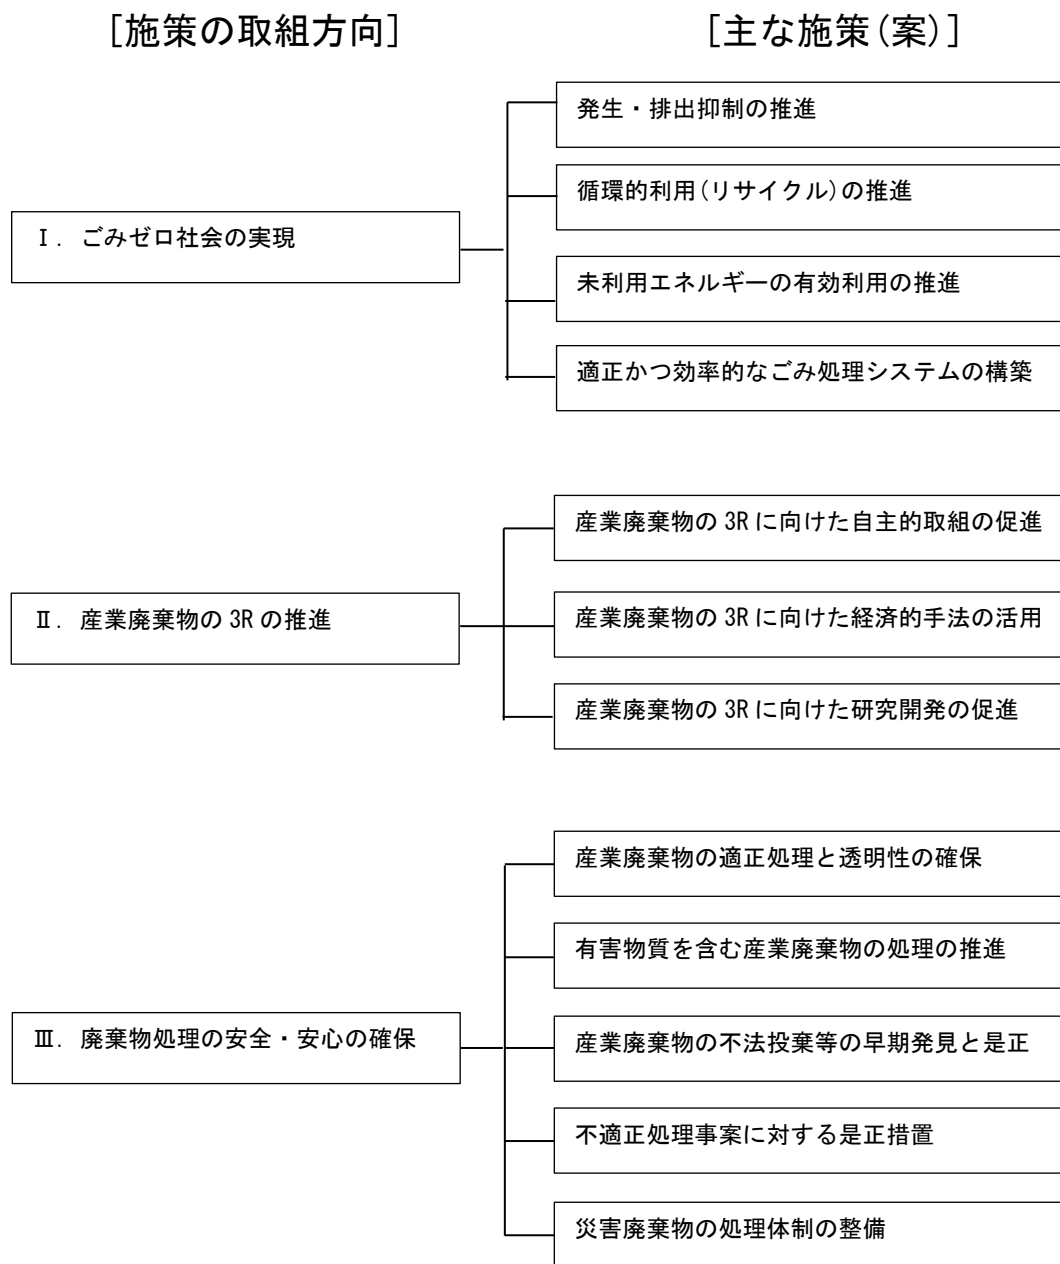 [施策の取組方向]
[主な施策(案)]
Ⅰ. ごみゼロ社会の実現
発生・排出抑制の推進
循環的利用(リサイクル)の推進
未利用エネルギーの有効利用の推進
適正かつ効率的なごみ処理システムの構築
Ⅱ. 産業廃棄物の 3R の推進
産業廃棄物の 3R に向けた自主的取組の促進
産業廃棄物の 3R に向けた経済的手法の活用
産業廃棄物の 3R に向けた研究開発の促進
Ⅲ. 廃棄物処理の安全・安心の確保
産業廃棄物の適正処理と透明性の確保
有害物質を含む産業廃棄物の処理の推進
産業廃棄物の不法投棄等の早期発見と是正
不適正処理事案に対する是正措置
災害廃棄物の処理体制の整備